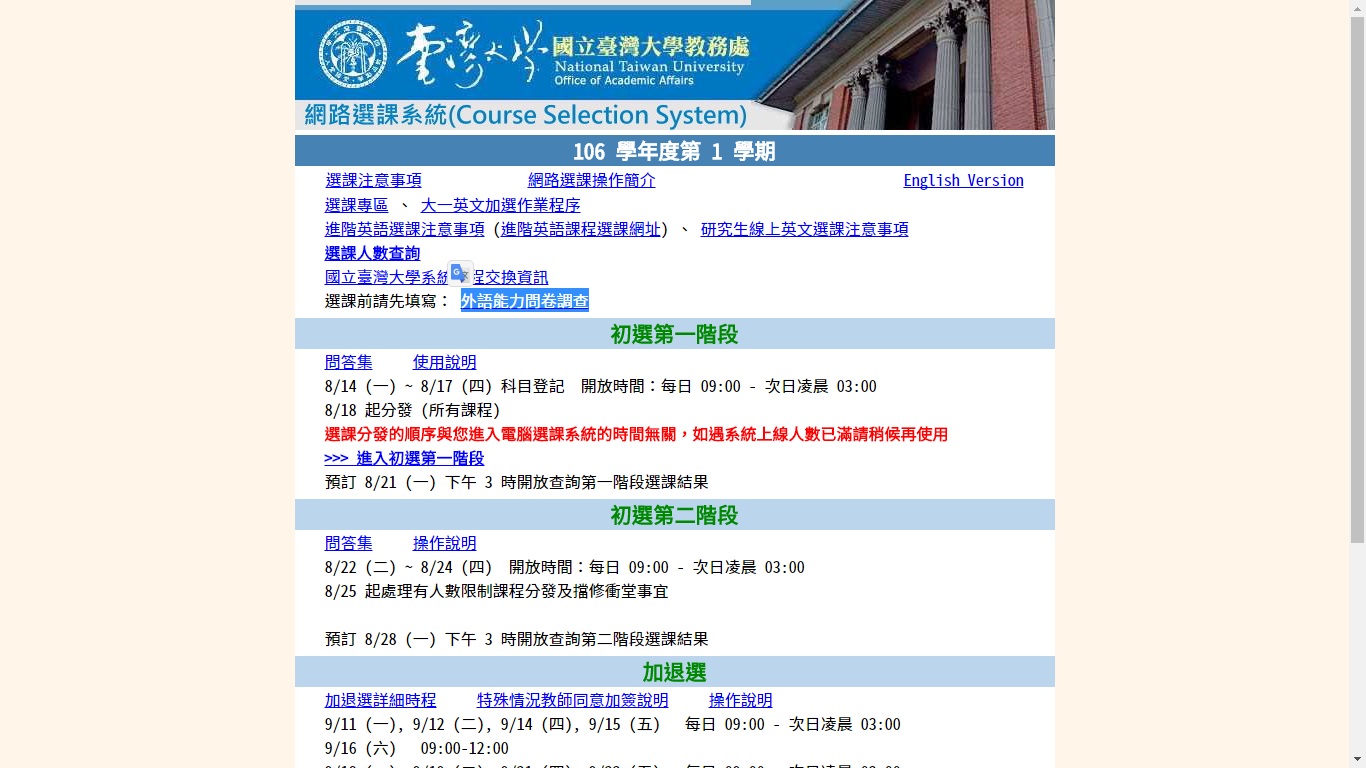 臺灣大學 國立臺灣大學教務處
National Taiwan University
Office of Academic Affairs
網路選課系統(Course Selection System)
106 學年度第 1 學期
選課注意事項 網路選課操作簡介 English Version
選課專區 、 大一英文加選作業程序
進階英語選課注意事項 (進階英語課程選課網址) 、 研究生線上英文選課注意事項
選課人數查詢
國立臺灣大學系統 程交換資訊
選課前請先填寫: 外語能力問卷調查
初選第一階段
問答集 使用說明
8/14 (一) ~ 8/17 (四) 科目登記 開放時間:每日 09:00 - 次日凌晨 03:00
8/18 起分發 (所有課程)
選課分發的順序與您進入電腦選課系統的時間無關,如遇系統上線人數已滿請稍候再使用
>>> 進入初選第一階段
預訂 8/21 (一) 下午 3 時開放查詢第一階段選課結果
初選第二階段
問答集 操作說明
8/22 (二) ~ 8/24 (四) 開放時間:每日 09:00 - 次日凌晨 03:00
8/25 起處理有人數限制課程分發及擋修衝堂事宜
預訂 8/28 (一) 下午 3 時開放查詢第二階段選課結果
加退選
加退選詳細時程 特殊情況教師同意加簽說明 操作說明
9/11 (一), 9/12 (二), 9/14 (四), 9/15 (五) 每日 09:00 - 次日凌晨 03:00
9/16 (六) 09:00-12:00